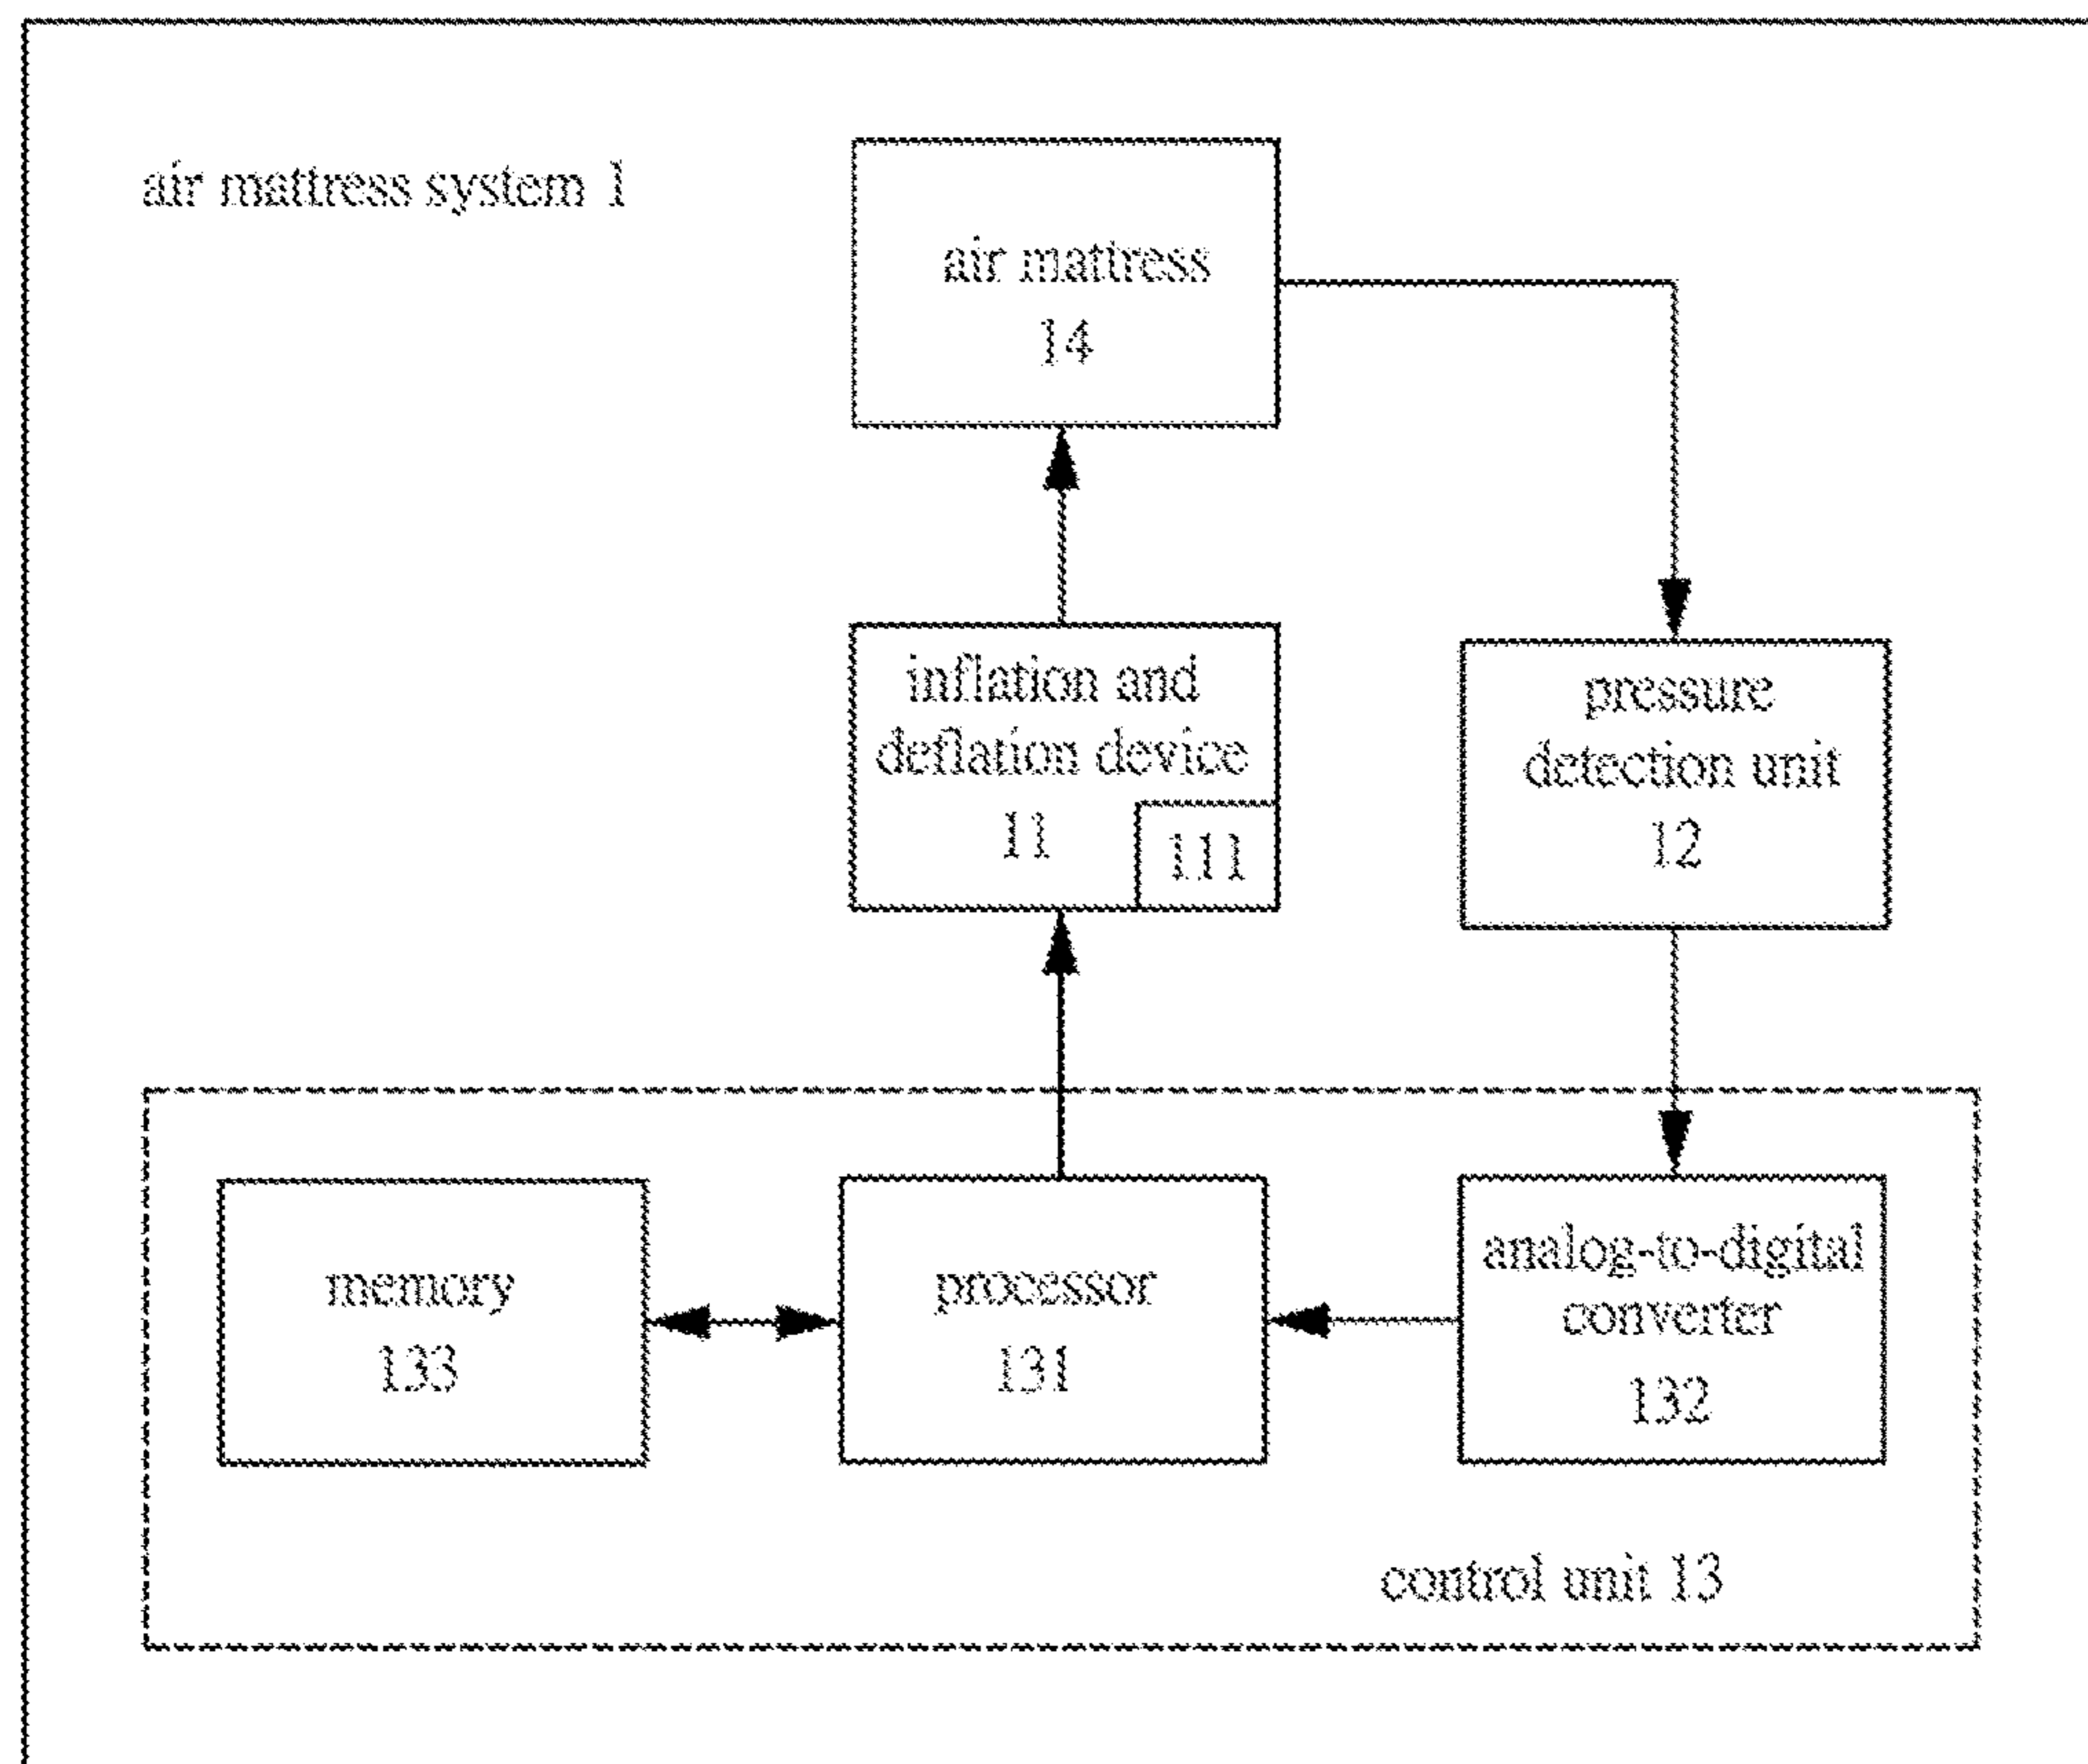 air mattress system 1
air mattress
14
inflation and
deflation device
11
111
pressure
detection unit
12
memory
133
processor
131
analog-to-digital
converter
132
control unit 13